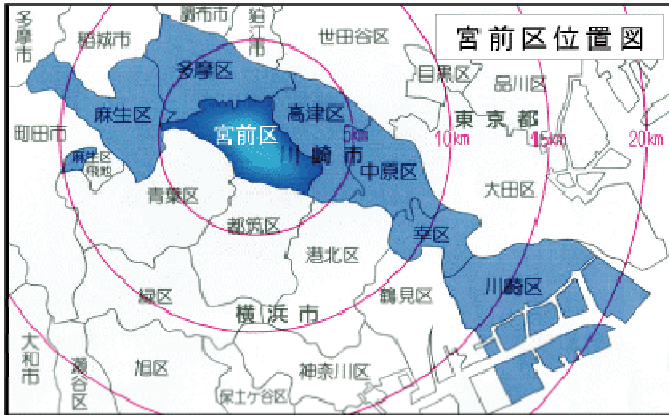 宮前区位置図
多摩市
稲城市
調布市
狛江市
世田谷区
目黒区
品川区
東京都
多摩区
麻生区
高津区
宮前区
川崎市
5km
10km
15km
20km
町田市
麻生区
飛地
中原区
大田区
青葉区
都筑区
幸区
港北区
川崎区
緑区
横浜市
鶴見区
大和市
瀬谷区
旭区
保土ケ谷区
神奈川区